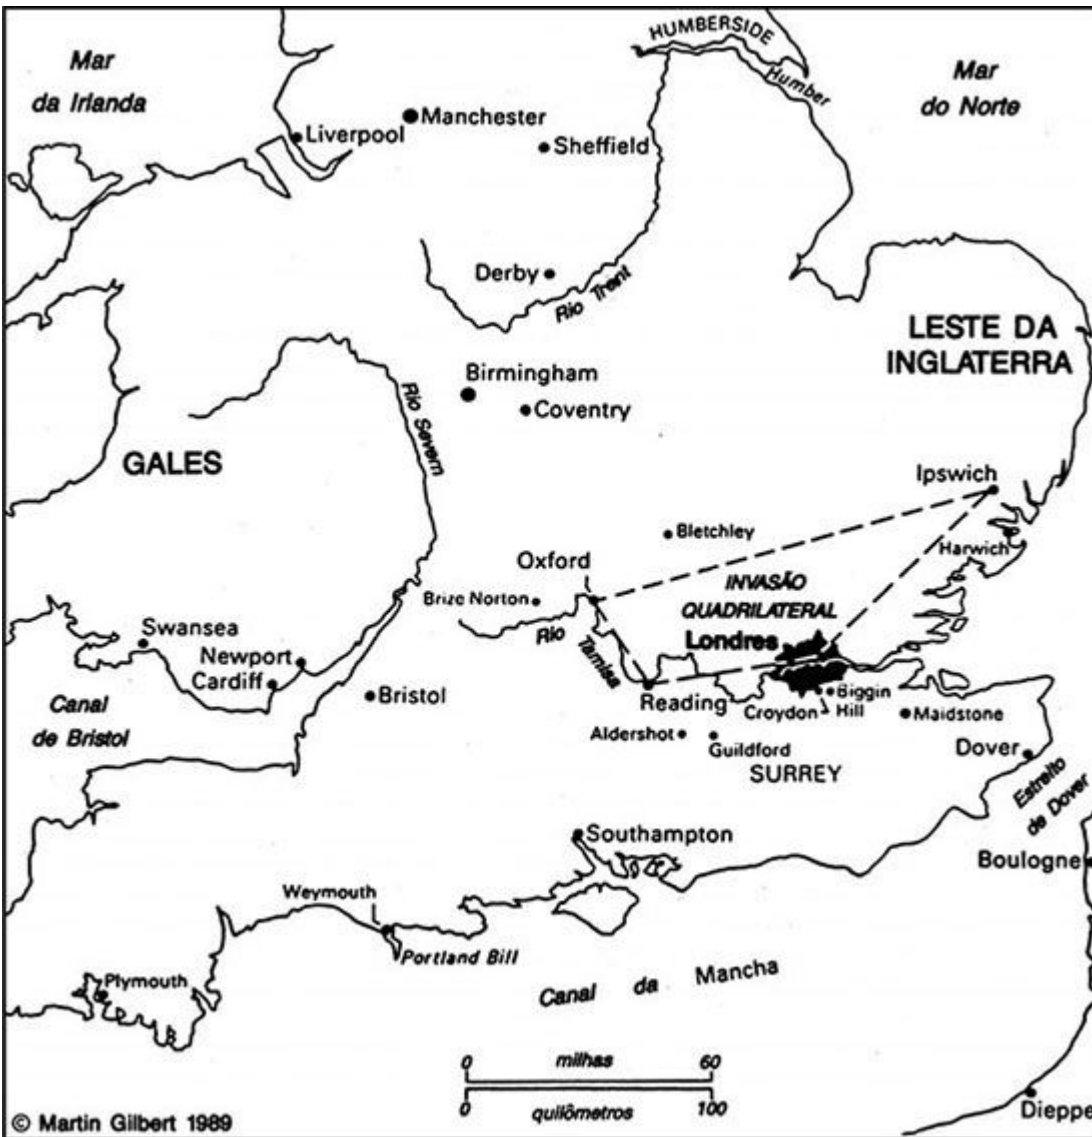 HUMBERSIDE
Humber
Mar
da Irlanda
Mar
do Norte
Manchester
Liverpool
Sheffield
Derby
Rio Trent
LESTE DA
INGLATERRA
Birmingham
Coventry
Rio Severn
GALES
Ipswich
Bletchley
Harwich
Oxford
INVASÃO
QUADRILATERAL
Brize Norton
Rio
Tamisa
Londres
Swansea
Newport
Cardiff
Bristol
Reading
Croydon
Biggin
Hill
Maidstone
Canal
de Bristol
Aldershot
Guildford
SURREY
Dover
Estreito
de Dover
Southampton
Boulogne
Weymouth
Portland Bill
Plymouth
Canal da Mancha
0 milhas 60
0 quilômetros 100
Dieppe
© Martin Gilbert 1989